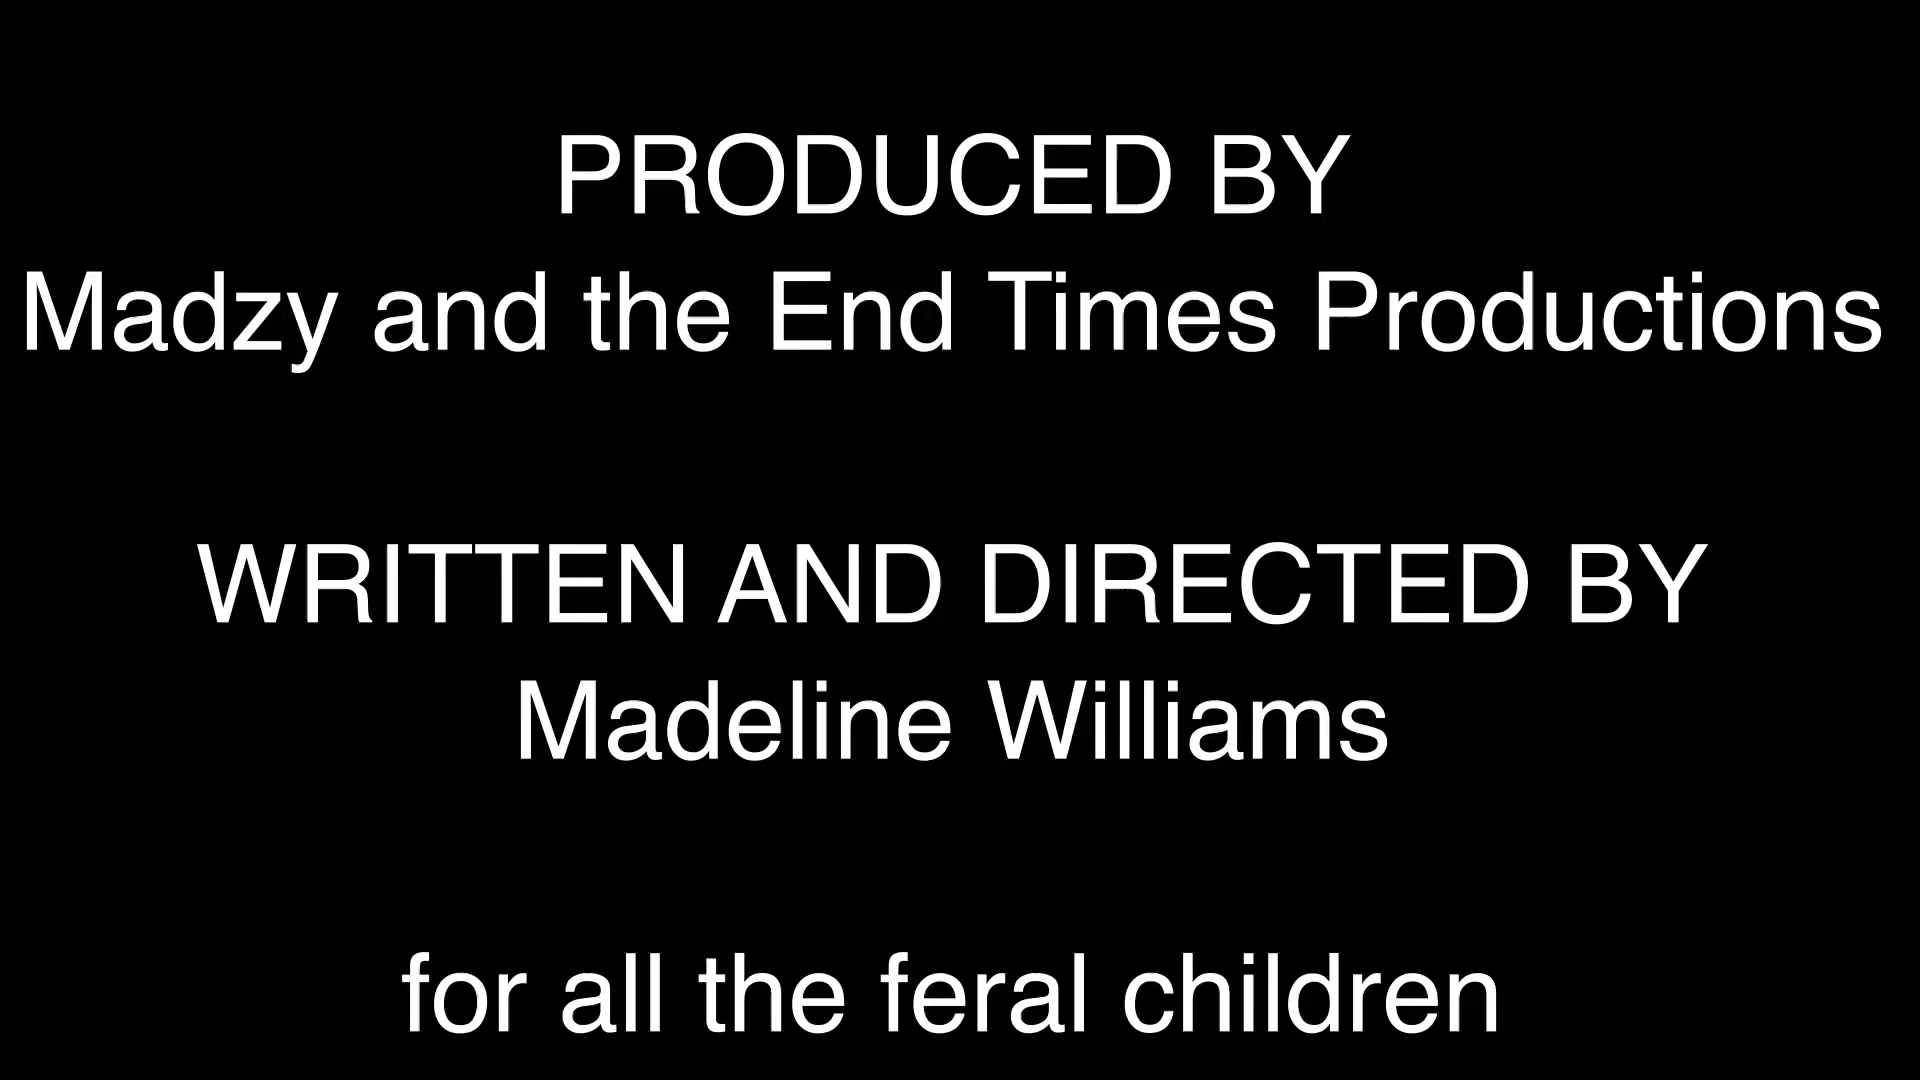 PRODUCED BY
Madzy and the End Times Productions
WRITTEN AND DIRECTED BY
Madeline Williams
for all the feral children